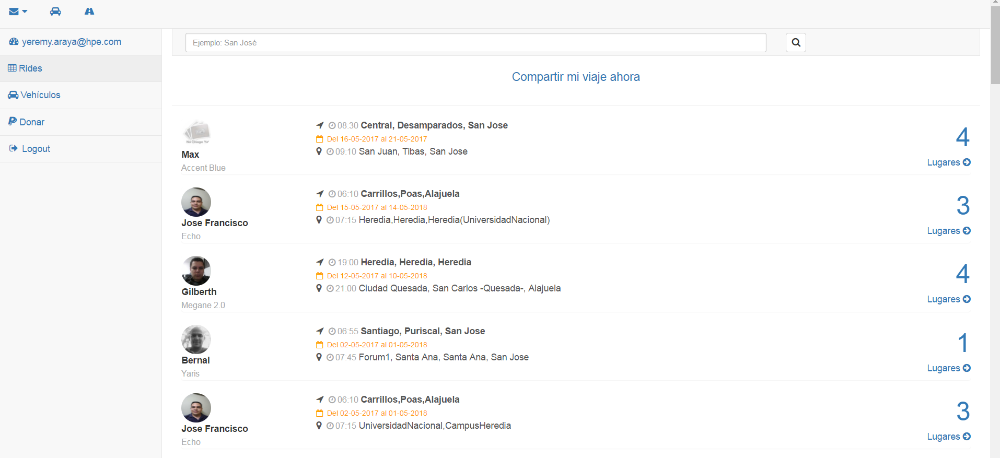 yeremy.araya@hpe.com
Rides
Vehículos
Donar
Logout
Ejemplo: San José
Compartir mi viaje ahora
Max
Accent Blue
08:30 Central, Desamparados, San Jose
Del 16-05-2017 al 21-05-2017
09:10 San Juan, Tibas, San Jose
4
Lugares
Jose Francisco
Echo
06:10 Carrillos,Poas,Alajuela
Del 15-05-2017 al 14-05-2018
07:15 Heredia,Heredia,Heredia(UniversidadNacional)
3
Lugares
Gilberth
Megane 2.0
19:00 Heredia, Heredia, Heredia
Del 12-05-2017 al 10-05-2018
21:00 Ciudad Quesada, San Carlos -Quesada-, Alajuela
4
Lugares
Bernal
Yaris
06:55 Santiago, Puriscal, San Jose
Del 02-05-2017 al 01-05-2018
07:45 Forum1, Santa Ana, Santa Ana, San Jose
1
Lugares
Jose Francisco
Echo
06:10 Carrillos,Poas,Alajuela
Del 02-05-2017 al 01-05-2018
07:15 UniversidadNacional,CampusHeredia
3
Lugares